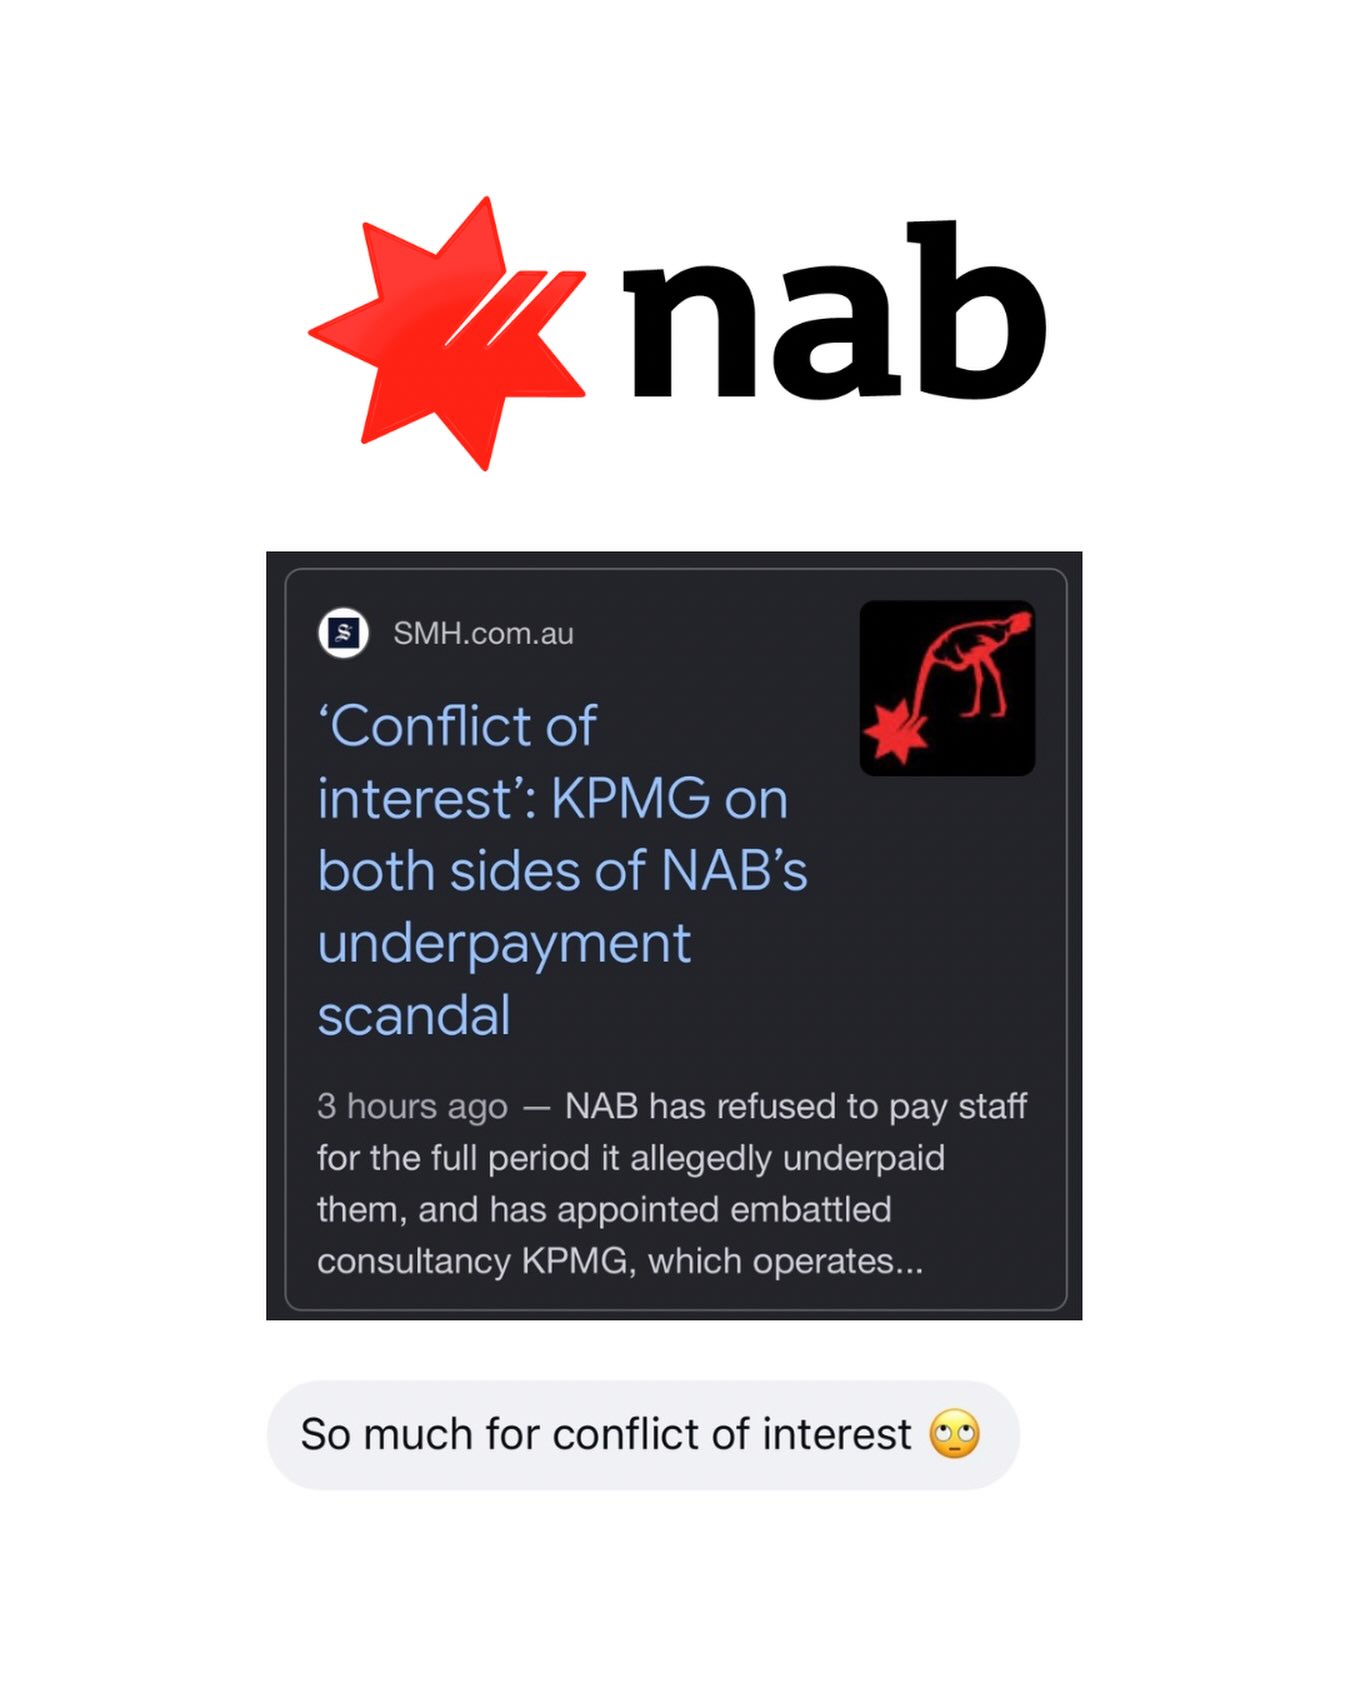 nab
SMH.com.au
‘Conflict of
interest’: KPMG on
both sides of NAB’s
underpayment
scandal
3 hours ago — NAB has refused to pay staff
for the full period it allegedly underpaid
them, and has appointed embattled
consultancy KPMG, which operates...
So much for conflict of interest 🙄